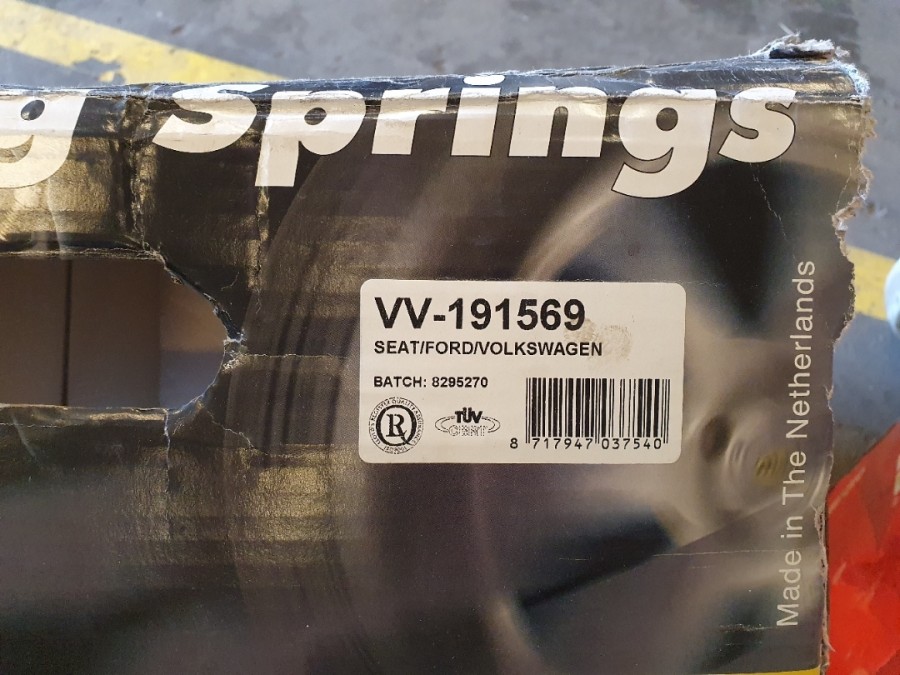 g Springs
VV-191569
SEAT/FORD/VOLKSWAGEN
BATCH: 8295270
R
TÜV
8 717947 037540
Made in The Netherlands